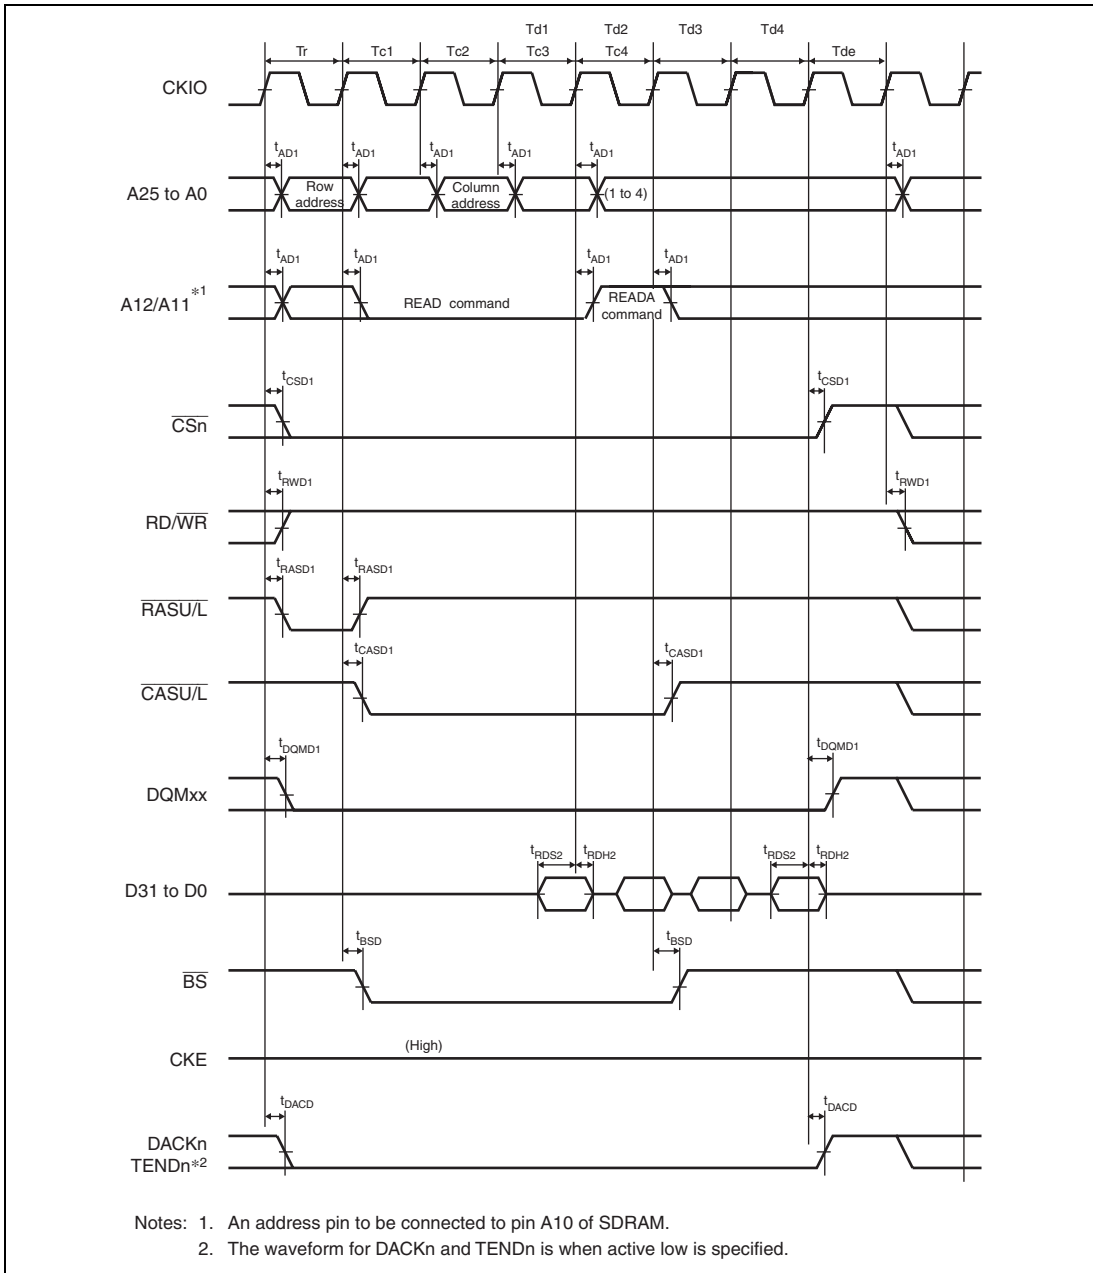 Td1 Td2 Td3 Td4
Tr Tc1 Tc2 Tc3 Tc4 Tde
CKIO
tAD1 tAD1 tAD1 tAD1 tAD1 tAD1
A25 to A0
Row address
Column address
(1 to 4)
tAD1 tAD1 tAD1 tAD1
A12/A11*1
READ command
READA command
tCSD1 tCSD1
CSn
tRWD1 tRWD1
RD/WR
tRASD1 tRASD1
RASU/L
tCASD1 tCASD1
CASU/L
tDQMD1 tDQMD1
DQMxx
tRDS2 tRDH2 tRDS2 tRDH2
D31 to D0
tBSD tBSD
BS
(High)
CKE
tDACD tDACD
DACKn
TENDn*2
Notes: 1. An address pin to be connected to pin A10 of SDRAM.
2. The waveform for DACKn and TENDn is when active low is specified.